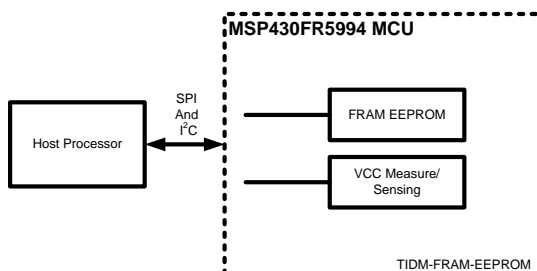 MSP430FR5994 MCU
SPI
And
I²C
Host Processor
FRAM EEPROM
VCC Measure/
Sensing
TIDM-FRAM-EEPROM